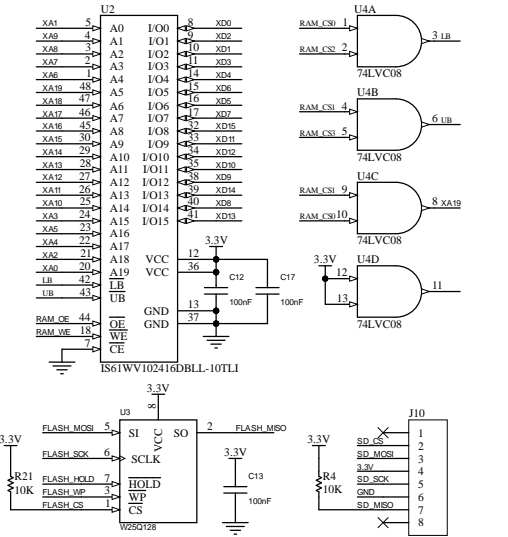 U2
XA1 5 A0 I/O0 8 XD0
XA9 4 A1 I/O1 9 XD2
XA8 3 A2 I/O2 10 XD1
XA7 2 A3 I/O3 11 XD3
XA6 1 A4 I/O4 14 XD4
XA19 48 A5 I/O5 15 XD6
XA18 47 A6 I/O6 16 XD5
XA17 46 A7 I/O7 17 XD7
XA16 45 A8 I/O8 32 XD15
XA15 30 A9 I/O9 33 XD11
XA14 29 A10 I/O10 34 XD12
XA13 28 A11 I/O11 35 XD10
XA12 27 A12 I/O12 38 XD9
XA11 26 A13 I/O13 39 XD14
XA10 25 A14 I/O14 40 XD8
XA3 24 A15 I/O15 41 XD13
XA5 23 A16
XA4 22 A17
XA2 21 A18 VCC 12
XA0 20 A19 VCC 36
LB 42 LB
UB 43 UB
GND 13
RAM_OE 44 OE GND 37
RAM_WE 18 WE
7 CE
IS61WV102416DBLL-10TLI
3.3V
C12
100nF
C17
100nF
U4A
RAM_CS0 1
RAM_CS2 2
3 LB
74LVC08
U4B
RAM_CS1 4
RAM_CS3 5
6 UB
74LVC08
U4C
RAM_CS1 9
RAM_CS0 10
8 XA19
74LVC08
U4D
3.3V
12
13
11
74LVC08
3.3V
U3
8
VCC
FLASH_MOSI 5 SI SO 2 FLASH_MISO
FLASH_SCK 6 SCLK
FLASH_HOLD 7 HOLD
FLASH_WP 3 WP
FLASH_CS 1 CS
W25Q128
3.3V
R21
10K
3.3V
C13
100nF
3.3V
R4
10K
J10
1
SD_CS 2
SD_MOSI 3
3.3V 4
SD_SCK 5
GND 6
SD_MISO 7
8